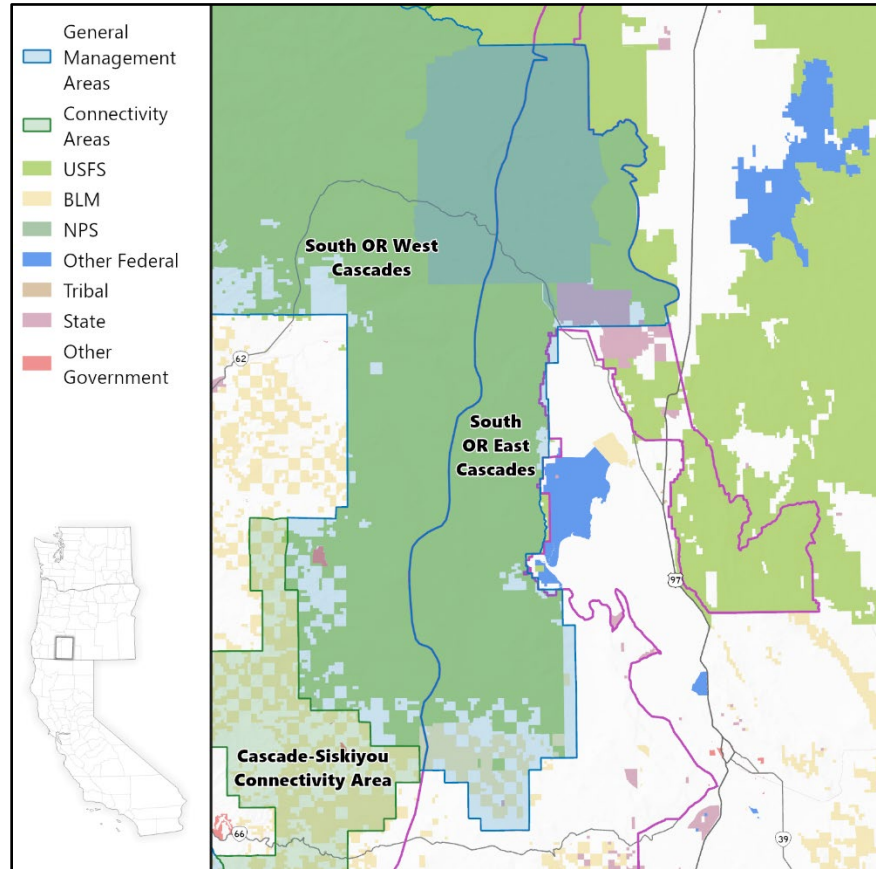 General
Management
Areas
Connectivity
Areas
USFS
BLM
NPS
Other Federal
Tribal
State
Other
Government
South OR West
Cascades
62
South
OR East
Cascades
97
Cascade-Siskiyou
Connectivity Area
66
39